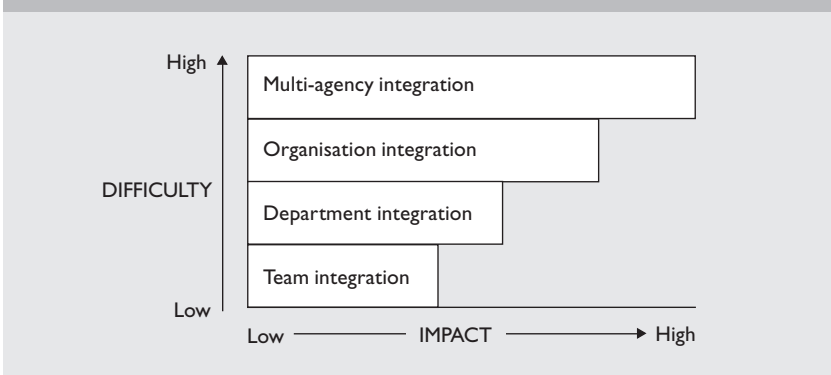 High
Multi-agency integration
Organisation integration
DIFFICULTY
Department integration
Team integration
Low
Low IMPACT High